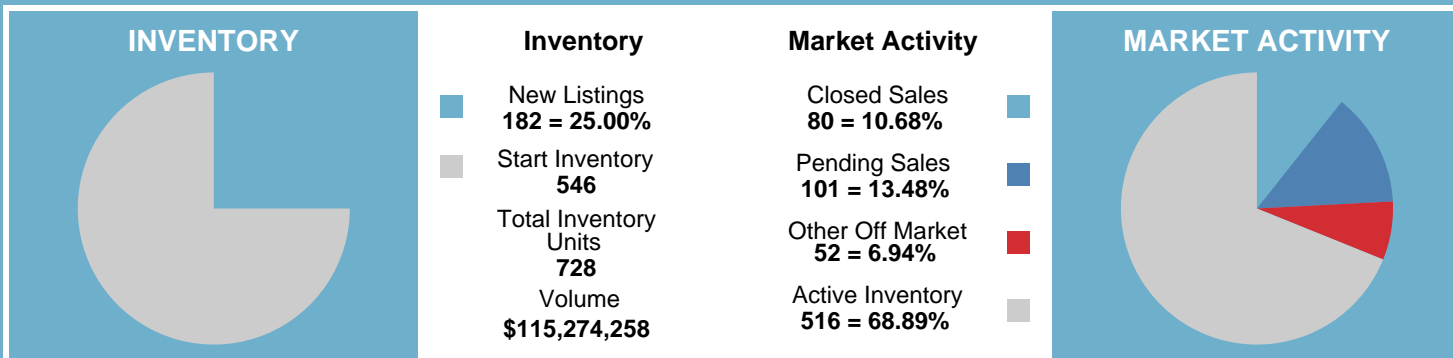 INVENTORY
Inventory
New Listings
182 = 25.00%
Start Inventory
546
Total Inventory
Units
728
Volume
$115,274,258
Market Activity
Closed Sales
80 = 10.68%
Pending Sales
101 = 13.48%
Other Off Market
52 = 6.94%
Active Inventory
516 = 68.89%
MARKET ACTIVITY